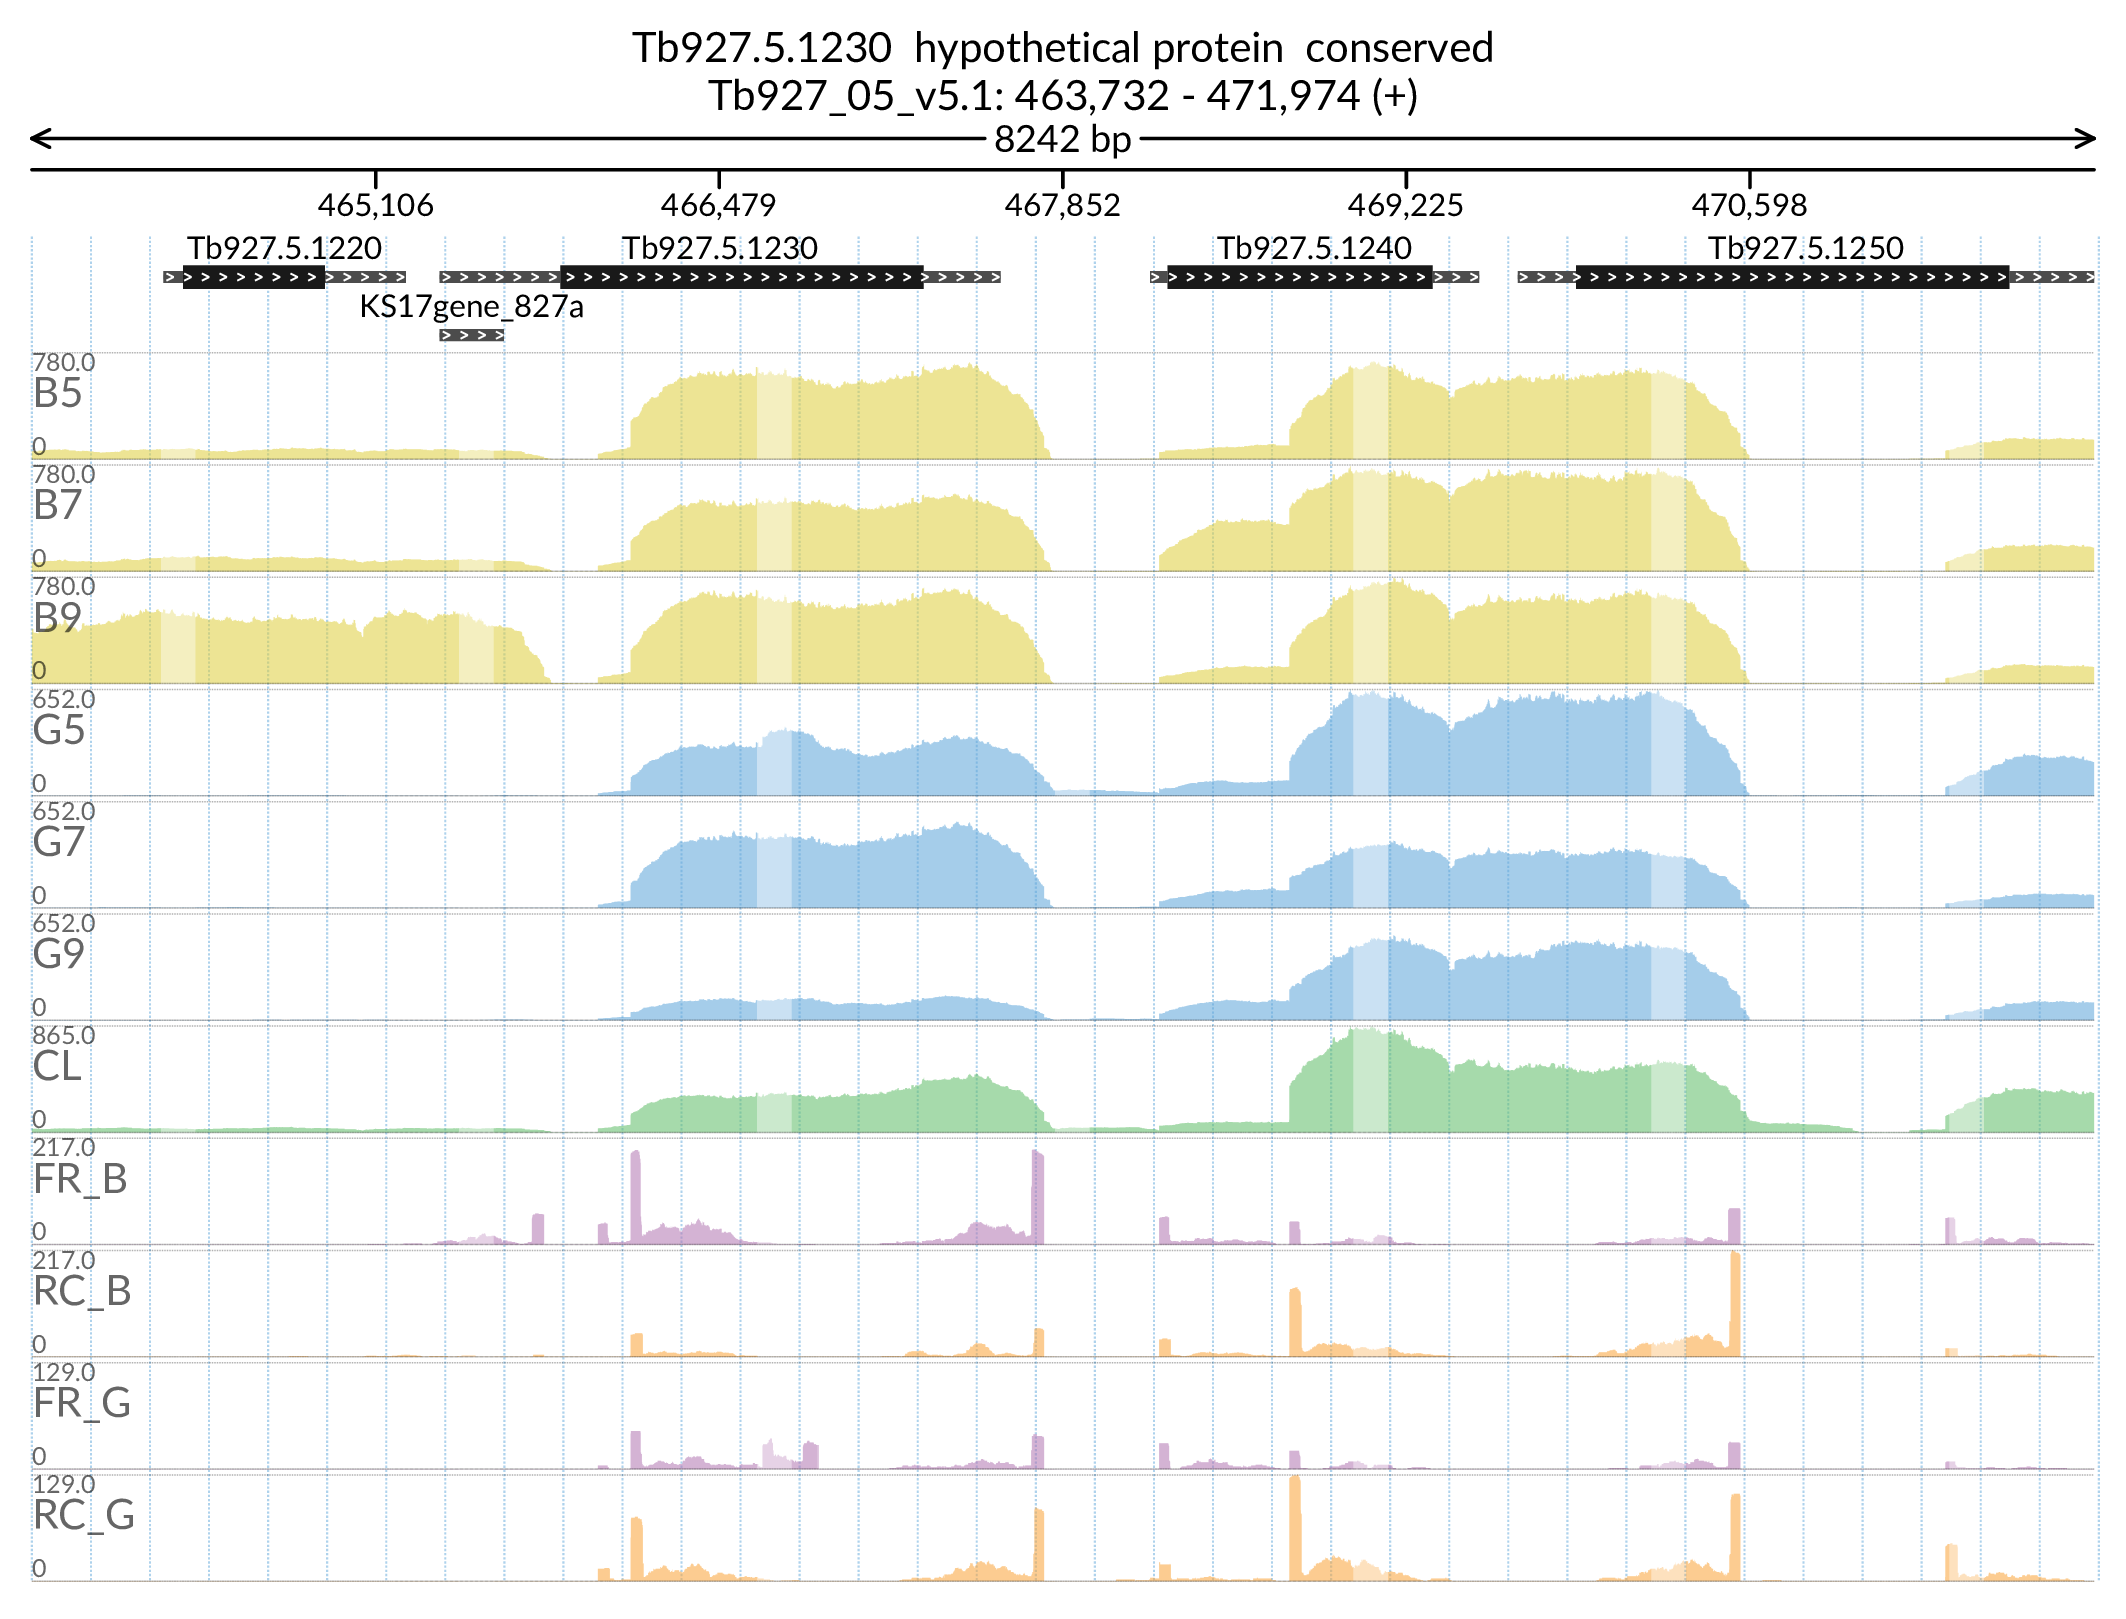 Tb927.5.1230  hypothetical protein  conserved
Tb927_05_v5.1: 463,732 - 471,974 (+)
8242 bp
465,106 466,479 467,852 469,225 470,598
Tb927.5.1220 Tb927.5.1230 Tb927.5.1240 Tb927.5.1250
KS17gene_827a
780.0
B5
0
780.0
B7
0
780.0
B9
0
652.0
G5
0
652.0
G7
0
652.0
G9
0
865.0
CL
0
217.0
FR_B
0
217.0
RC_B
0
129.0
FR_G
0
129.0
RC_G
0